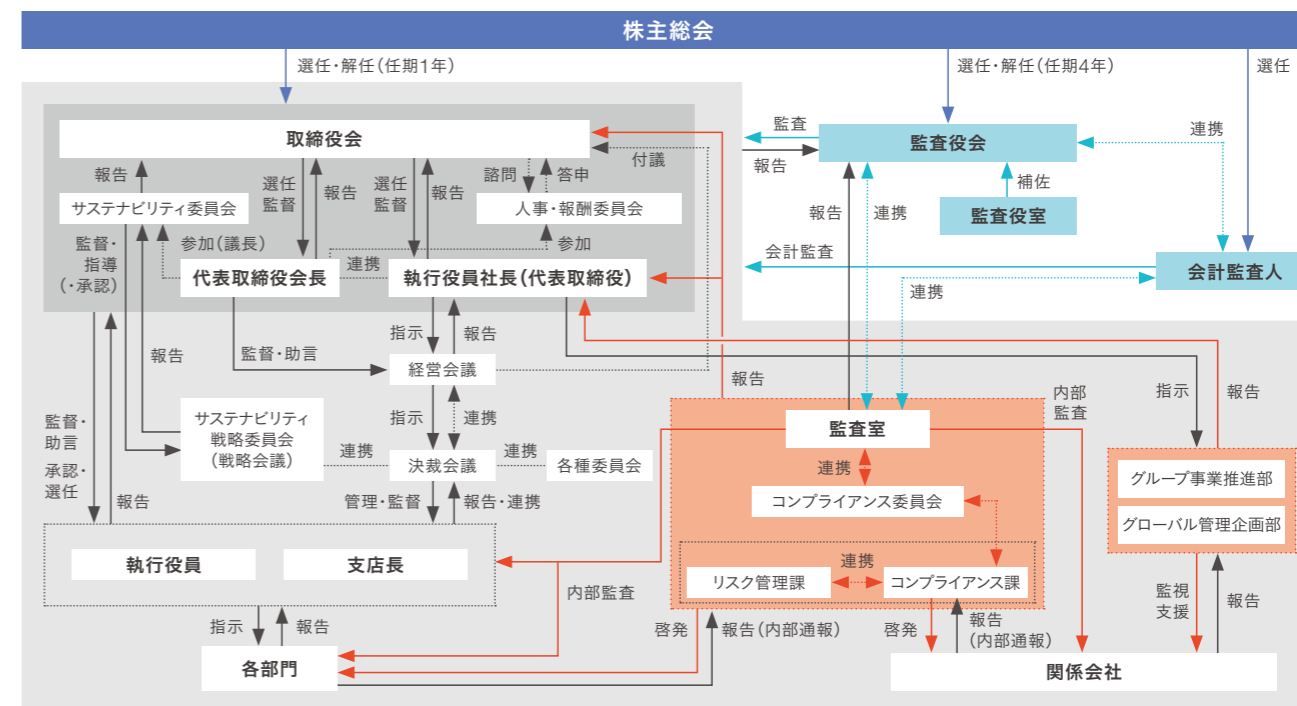 株主総会
選任・解任(任期1年)
選任・解任(任期4年)
選任
取締役会
監査
監査役会
連携
付議
報告
報告
選任
監督
報告
選任
監督
報告
諮問
答申
補佐
サステナビリティ委員会
人事・報酬委員会
報告
連携
監査役室
監督・
指導
(・承認)
参加(議長)
連携
参加
会計監査
代表取締役会長
執行役員社長(代表取締役)
会計監査人
連携
指示
報告
報告
監督・助言
経営会議
報告
指示
報告
内部
監査
監督・
助言
承認・
選任
サステナビリティ
戦略委員会
(戦略会議)
指示
連携
監査室
連携
連携
連携
決裁会議
各種委員会
グループ事業推進部
報告
管理・監督
報告・連携
コンプライアンス委員会
グローバル管理企画部
執行役員
支店長
連携
リスク管理課
コンプライアンス課
内部監査
監視
支援
報告
指示
報告
啓発
報告(内部通報)
啓発
報告
(内部通報)
各部門
関係会社